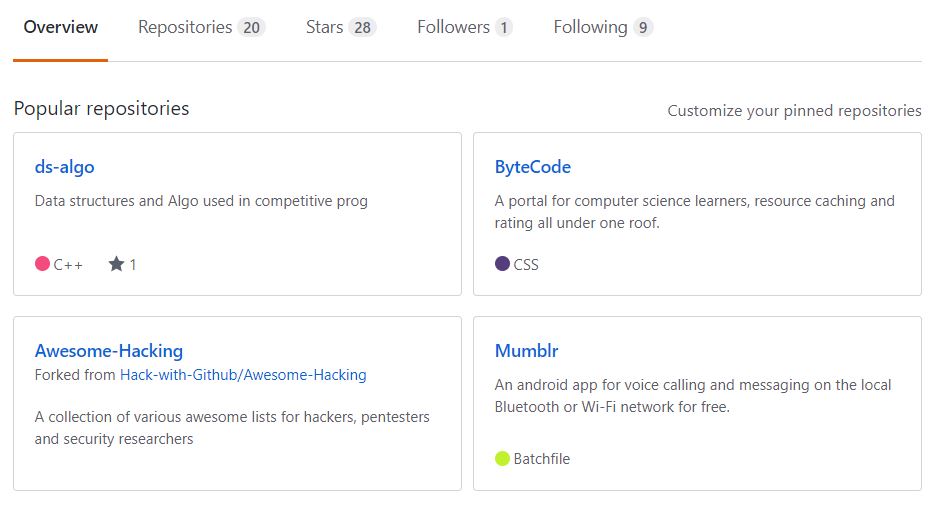 Overview Repositories 20 Stars 28 Followers 1 Following 9
Popular repositories
Customize your pinned repositories
ds-algo
Data structures and Algo used in competitive prog
C++ 1
ByteCode
A portal for computer science learners, resource caching and
rating all under one roof.
CSS
Awesome-Hacking
Forked from Hack-with-Github/Awesome-Hacking
A collection of various awesome lists for hackers, pentesters
and security researchers
Mumblr
An android app for voice calling and messaging on the local
Bluetooth or Wi-Fi network for free.
Batchfile